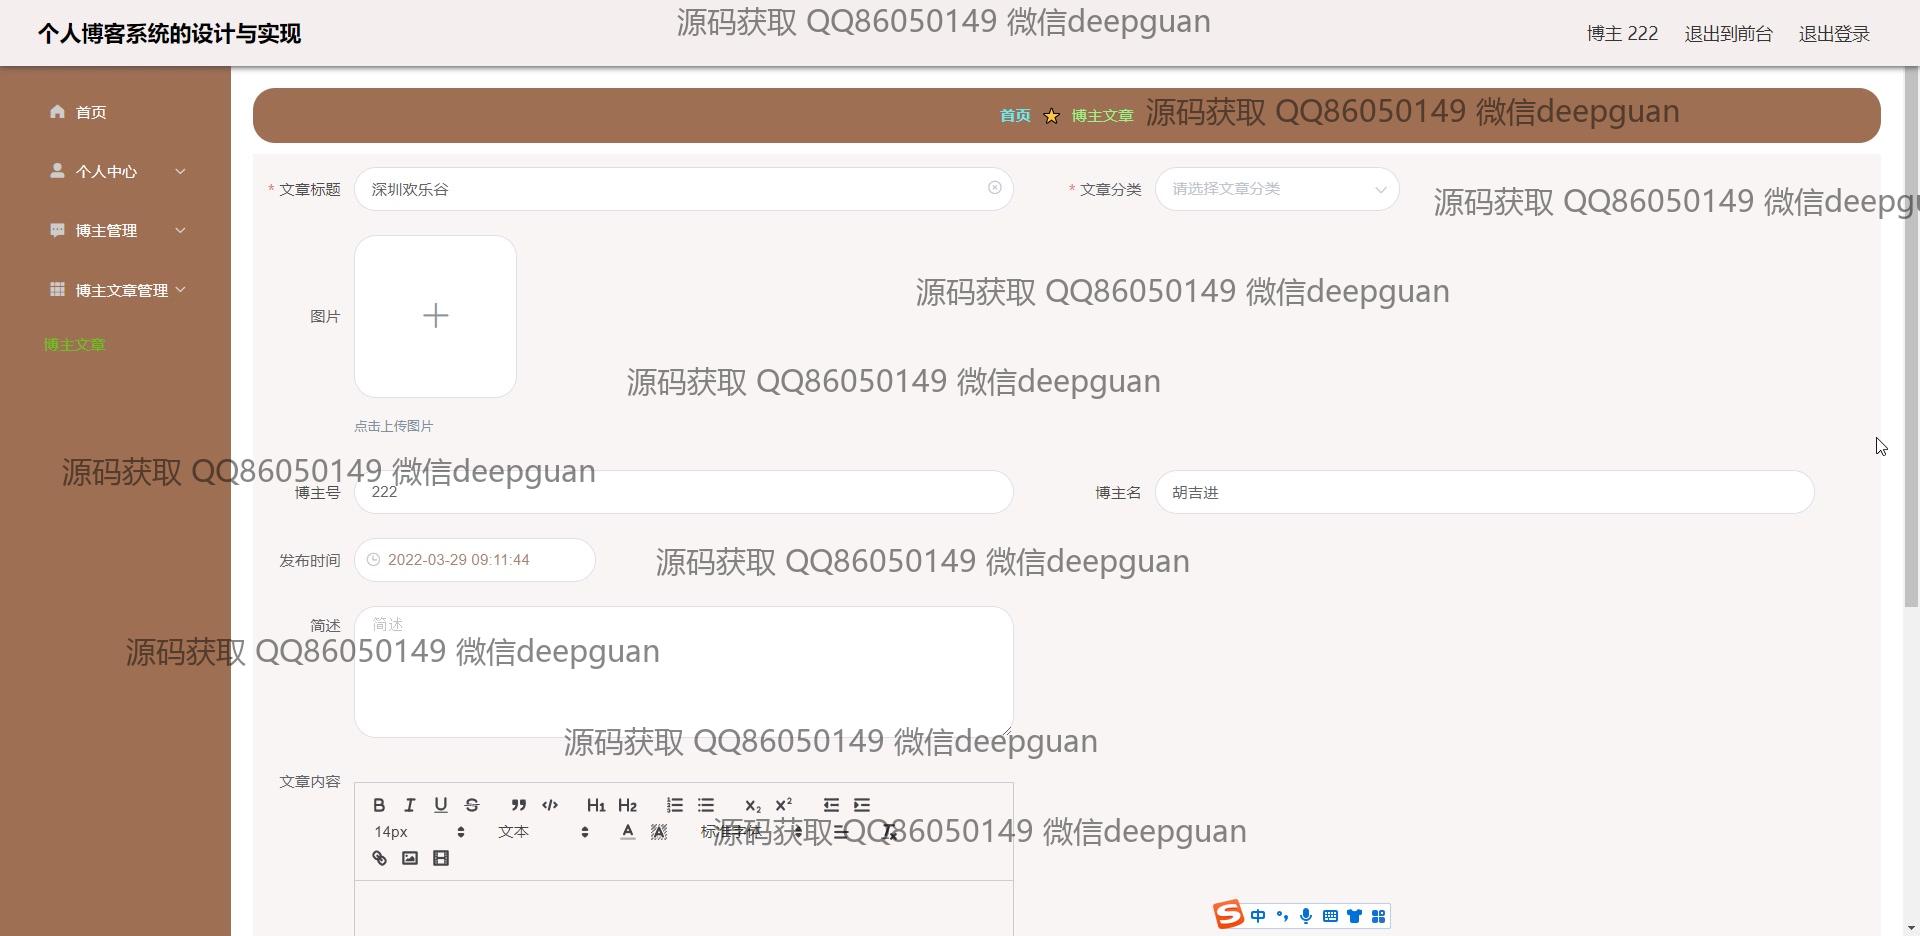 个人博客系统的设计与实现
源码获取 QQ86050149 微信deepguan
博主 222 退出到前台 退出登录
首页
首页 博主文章 源码获取 QQ86050149 微信deepguan
个人中心
* 文章标题 深圳欢乐谷
* 文章分类 请选择文章分类
源码获取 QQ86050149 微信deepgu
博主管理
博主文章管理
源码获取 QQ86050149 微信deepguan
图片
博主文章
源码获取 QQ86050149 微信deepguan
点击上传图片
源码获取 QQ86050149 微信deepguan
博主号 222
博主名 胡吉进
发布时间 2022-03-29 09:11:44
源码获取 QQ86050149 微信deepguan
简述 简述
源码获取 QQ86050149 微信deepguan
源码获取 QQ86050149 微信deepguan
文章内容
B I U S H1 H2 X2 X2
14px 文本 A A 标准字体 Tx
源码获取 QQ86050149 微信deepguan
S 中